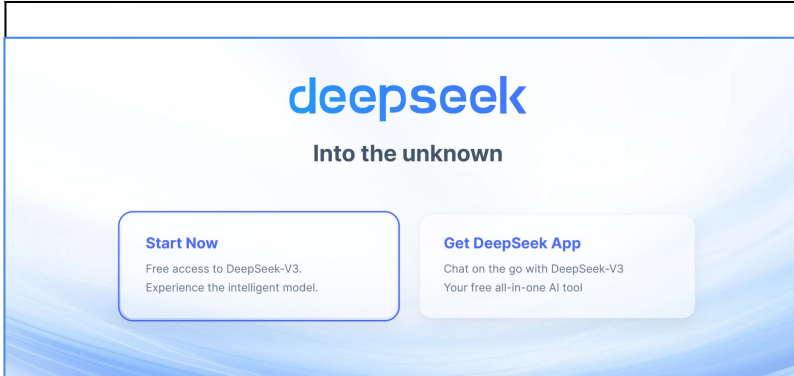 deepseek
Into the unknown
Start Now
Free access to DeepSeek-V3.
Experience the intelligent model.
Get DeepSeek App
Chat on the go with DeepSeek-V3
Your free all-in-one AI tool